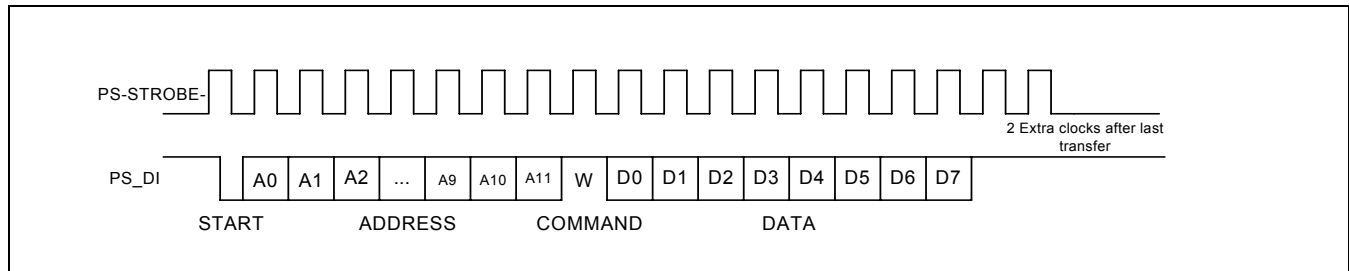 PS-STROBE-
2 Extra clocks after last
transfer
PS_DI A0 A1 A2 ... A9 A10 A11 W D0 D1 D2 D3 D4 D5 D6 D7
START ADDRESS COMMAND DATA